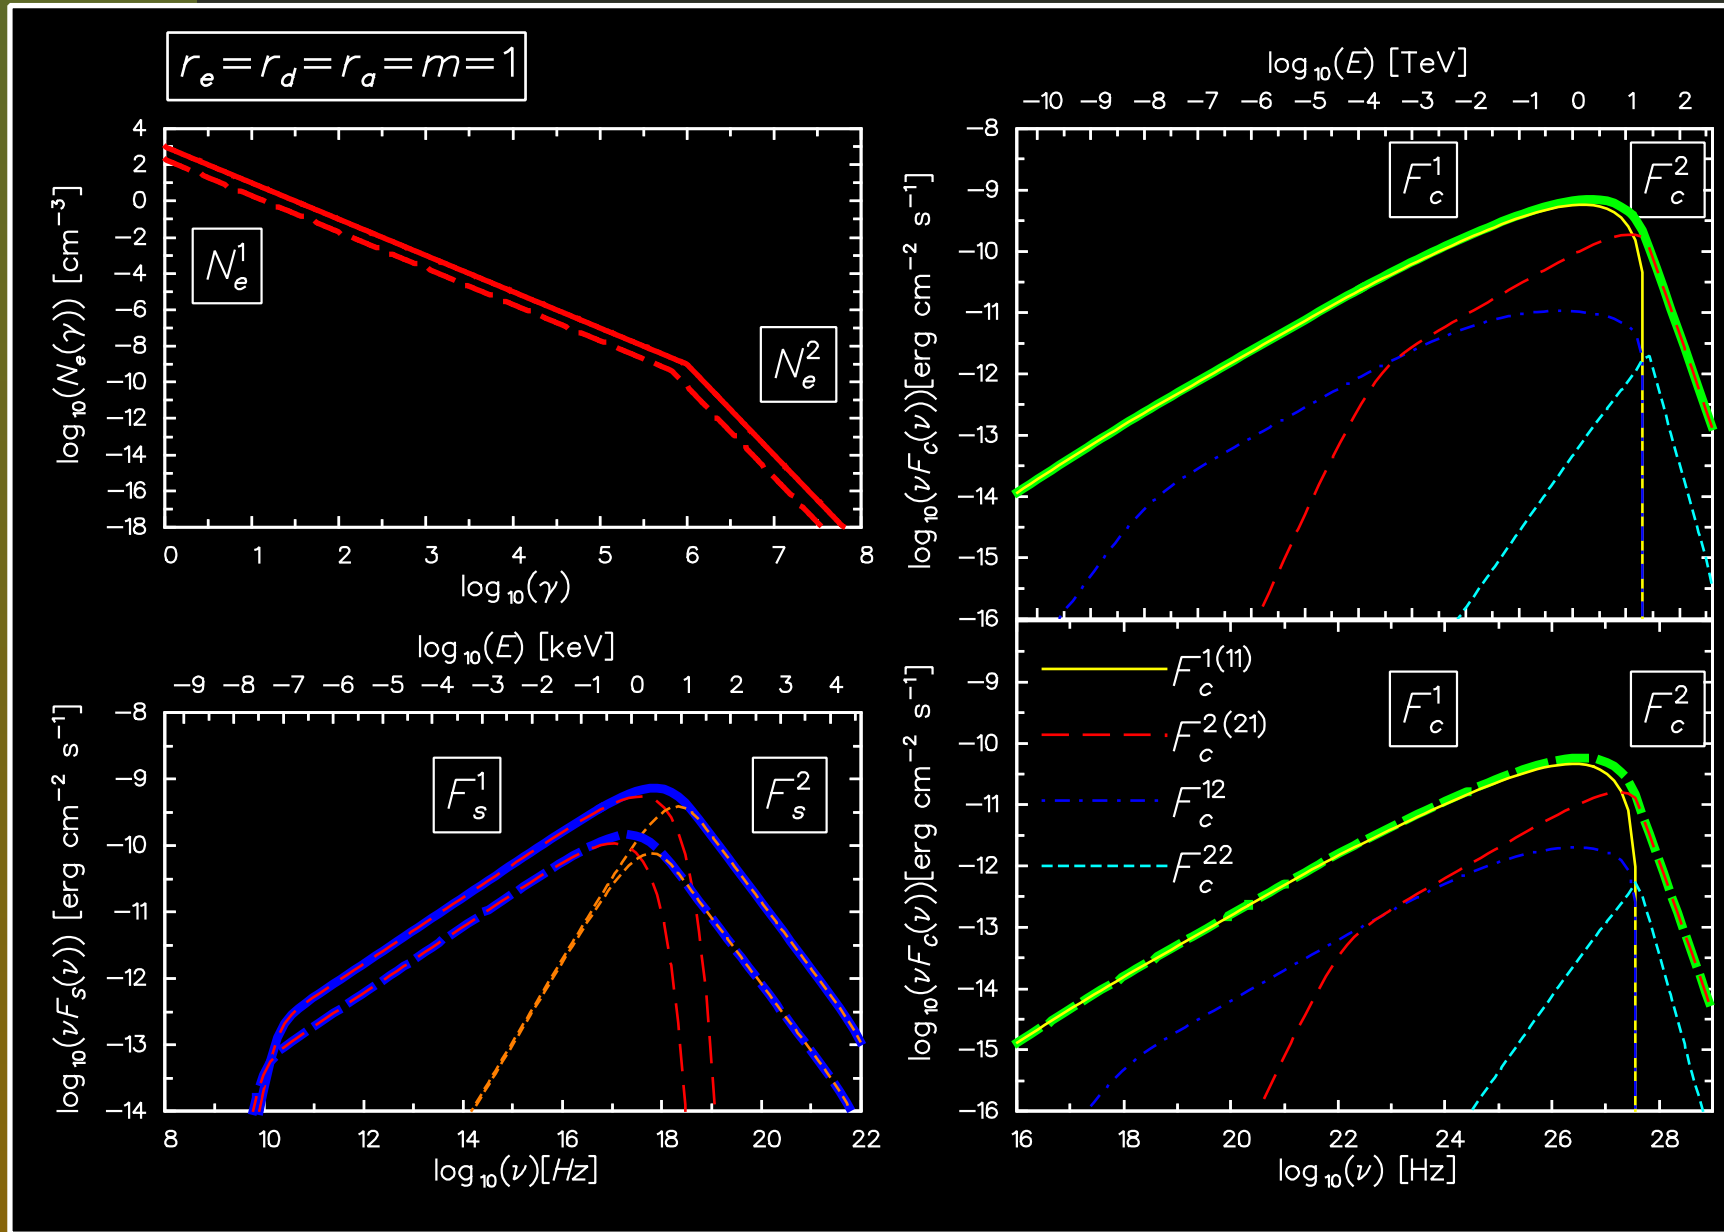 r_e=r_d=r_a=m=1
4
2
0
−2
−4
−6
−8
−10
−12
−14
−16
−18
log₁₀(N_e(γ)) [cm⁻³]
N_e^1
N_e^2
0 1 2 3 4 5 6 7 8
log₁₀(γ)
log₁₀(E) [keV]
−9 −8 −7 −6 −5 −4 −3 −2 −1 0 1 2 3 4
−8
−9
−10
−11
−12
−13
−14
log₁₀(νF_S(ν)) [erg cm⁻² s⁻¹]
F_s^1
F_s^2
8 10 12 14 16 18 20 22
log₁₀(ν)[Hz]
log₁₀(E) [TeV]
−10 −9 −8 −7 −6 −5 −4 −3 −2 −1 0 1 2
−8
−9
−10
−11
−12
−13
−14
−15
−16
log₁₀(νF_C(ν))[erg cm⁻² s⁻¹]
F_c^1
F_c^2
−9
−10
−11
−12
−13
−14
−15
−16
log₁₀(νF_C(ν))[erg cm⁻² s⁻¹]
F_c^1(11)
F_c^2(21)
F_c^12
F_c^22
F_c^1
F_c^2
16 18 20 22 24 26 28
log₁₀(ν) [Hz]